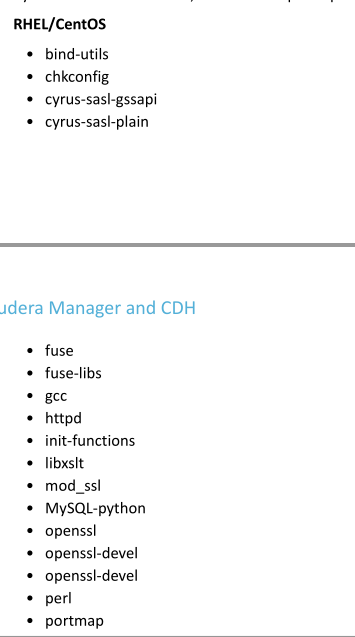 RHEL/CentOS
• bind-utils
• chkconfig
• cyrus-sasl-gssapi
• cyrus-sasl-plain
udera Manager and CDH
• fuse
• fuse-libs
• gcc
• httpd
• init-functions
• libxslt
• mod_ssl
• MySQL-python
• openssl
• openssl-devel
• openssl-devel
• perl
• portmap